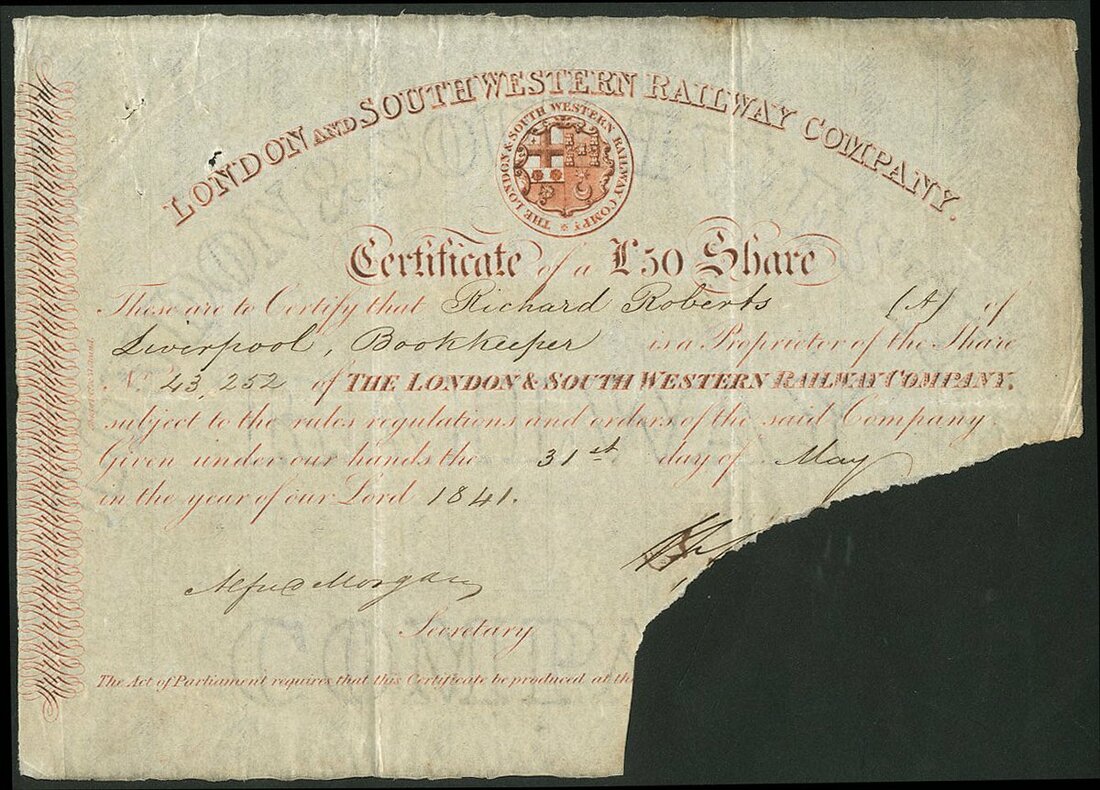 LONDON AND SOUTH WESTERN RAILWAY COMPANY.
THE LONDON & SOUTH WESTERN RAILWAY COMPY
Certificate of a £50 Share
These are to Certify that Richard Roberts (A) of
Liverpool, Bookkeeper is a Proprietor of the Share
No. 43,252 of THE LONDON & SOUTH WESTERN RAILWAY COMPANY.
subject to the rules regulations and orders of the said Company
Given under our hands the 31st day of May
in the year of our Lord 1841.
Alfred Morgan
Secretary
The Act of Parliament requires that this Certificate be produced at the